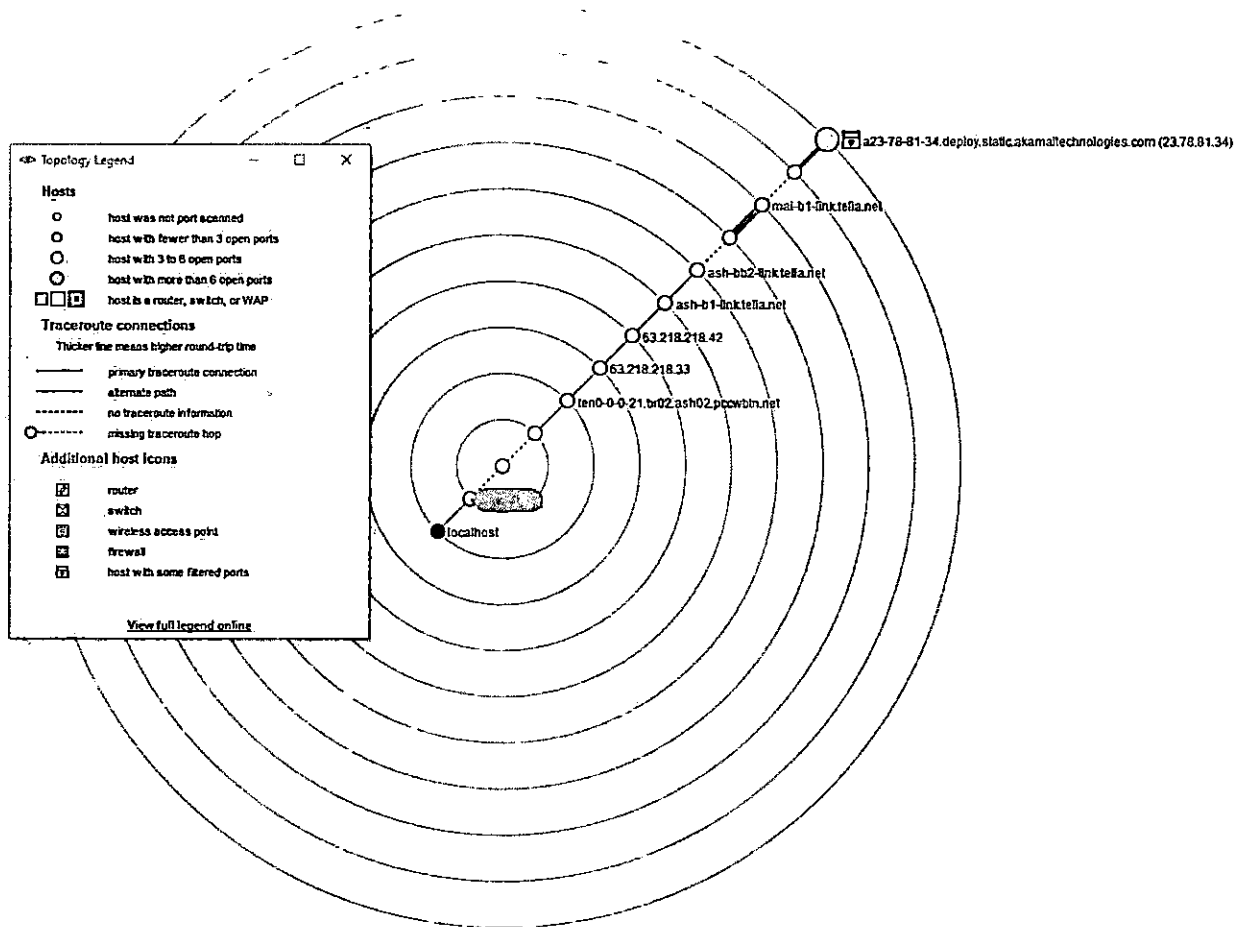 Topology Legend
Hosts
host was not port scanned
host with fewer than 3 open ports
host with 3 to 6 open ports
host with more than 6 open ports
host is a router, switch, or WAP
Traceroute connections
Thicker line means higher round-trip time
primary traceroute connection
alternate path
no traceroute information
missing traceroute hop
Additional host icons
router
switch
wireless access point
firewall
host with some filtered ports
View full legend online
a23-78-81-34.deploy.static.akamaitechnologies.com (23.78.81.34)
mai-b1-link.telia.net
ash-bb2-link.telia.net
ash-b1-link.telia.net
63.218.218.42
63.218.218.33
ten0-0-0-21.br02.ash02.pccwbtn.net
localhost